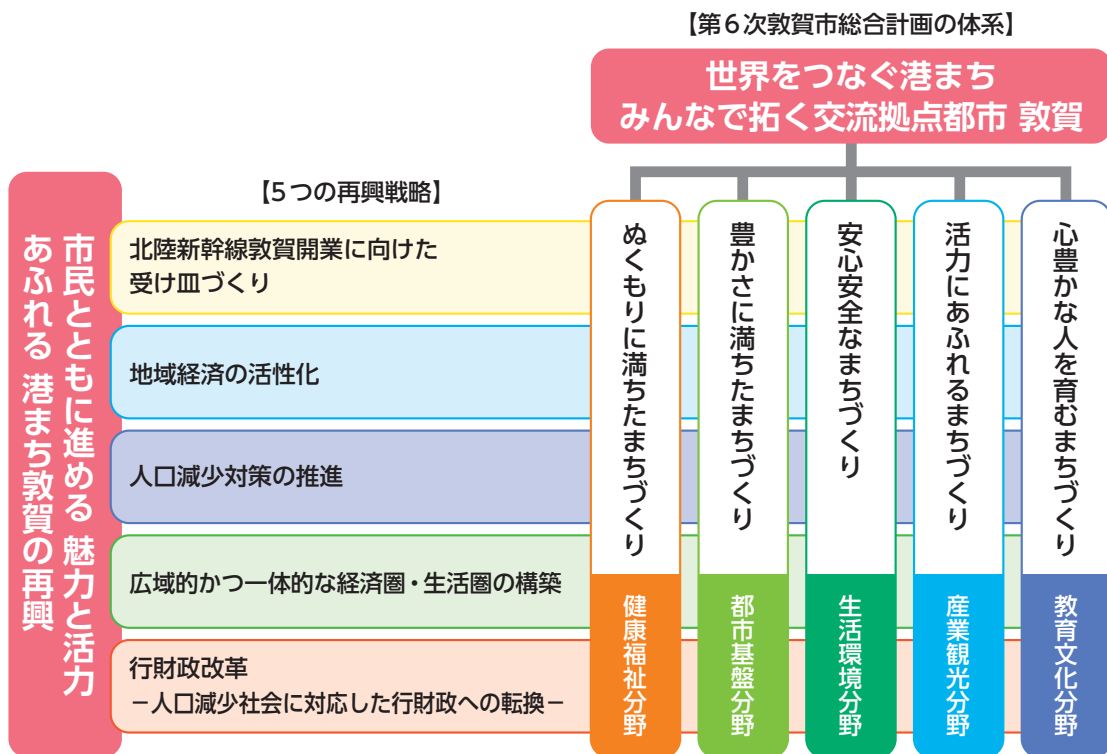 【第6次敦賀市総合計画の体系】
世界をつなぐ港まち
みんなで拓く交流拠点都市 敦賀
【5つの再興戦略】
市民とともに進める 魅力と活力
あふれる 港まち敦賀の再興
北陸新幹線敦賀開業に向けた
受け皿づくり
地域経済の活性化
人口減少対策の推進
広域的かつ一体的な経済圏・生活圏の構築
行財政改革
－人口減少社会に対応した行財政への転換－
ぬくもりに満ちたまちづくり
健康福祉分野
豊かさに満ちたまちづくり
都市基盤分野
安心安全なまちづくり
生活環境分野
活力にあふれるまちづくり
産業観光分野
心豊かな人を育むまちづくり
教育文化分野